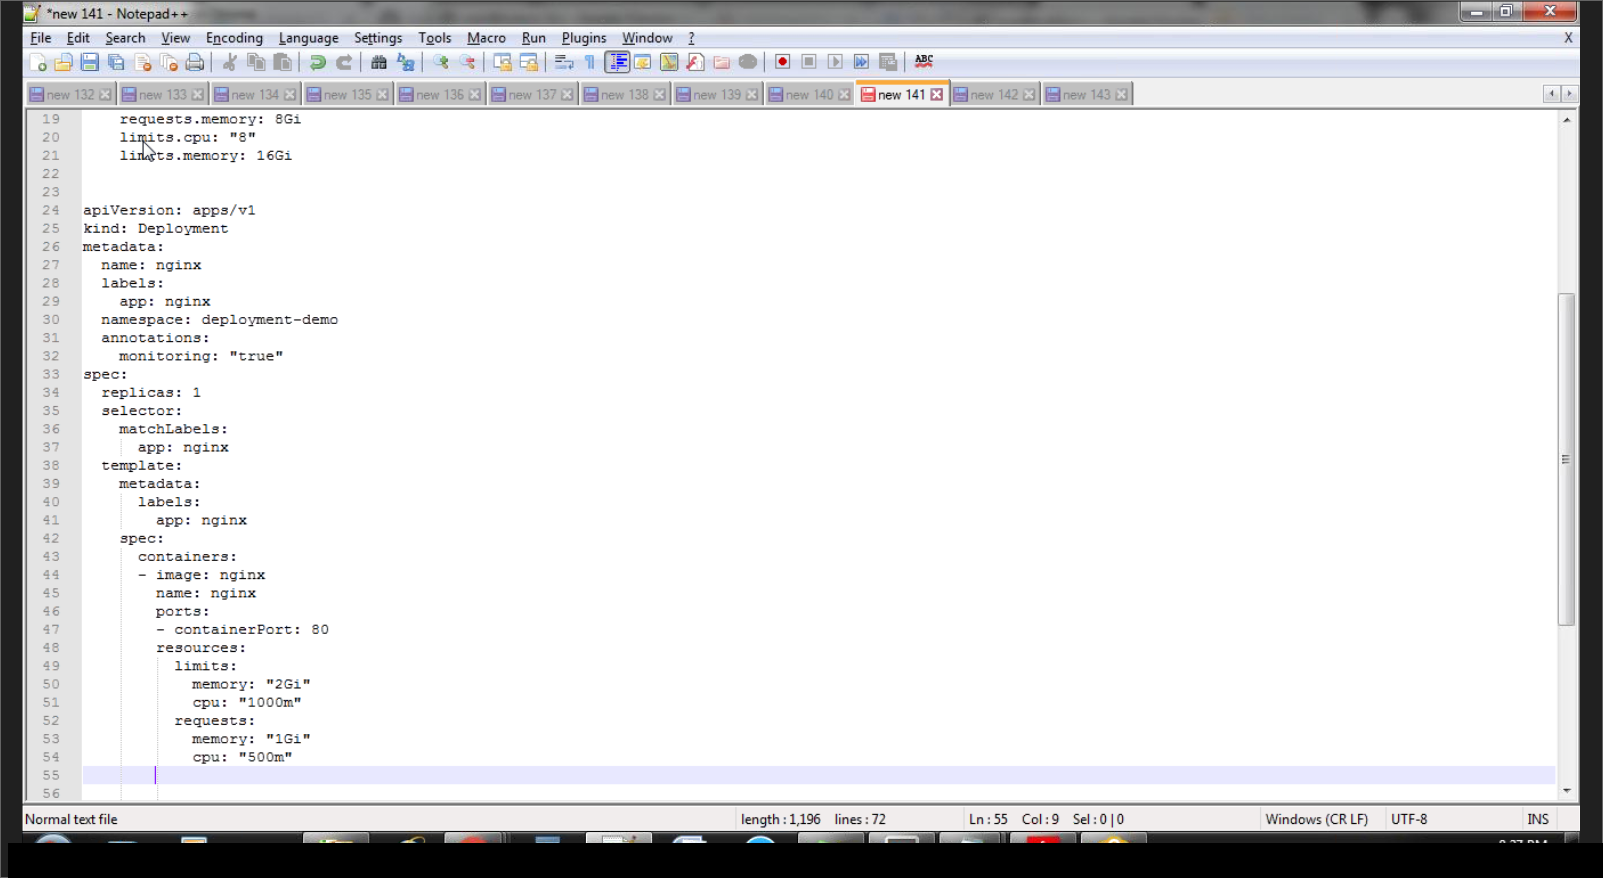 *new 141 - Notepad++
File Edit Search View Encoding Language Settings Tools Macro Run Plugins Window ? X
new 132 new 133 new 134 new 135 new 136 new 137 new 138 new 139 new 140 new 141 new 142 new 143
19 requests.memory: 8Gi
20 limits.cpu: "8"
21 limits.memory: 16Gi
22
23
24 apiVersion: apps/v1
25 kind: Deployment
26 metadata:
27 name: nginx
28 labels:
29 app: nginx
30 namespace: deployment-demo
31 annotations:
32 monitoring: "true"
33 spec:
34 replicas: 1
35 selector:
36 matchLabels:
37 app: nginx
38 template:
39 metadata:
40 labels:
41 app: nginx
42 spec:
43 containers:
44 - image: nginx
45 name: nginx
46 ports:
47 - containerPort: 80
48 resources:
49 limits:
50 memory: "2Gi"
51 cpu: "1000m"
52 requests:
53 memory: "1Gi"
54 cpu: "500m"
55
56
Normal text file length : 1,196 lines : 72 Ln : 55 Col : 9 Sel : 0 | 0 Windows (CR LF) UTF-8 INS